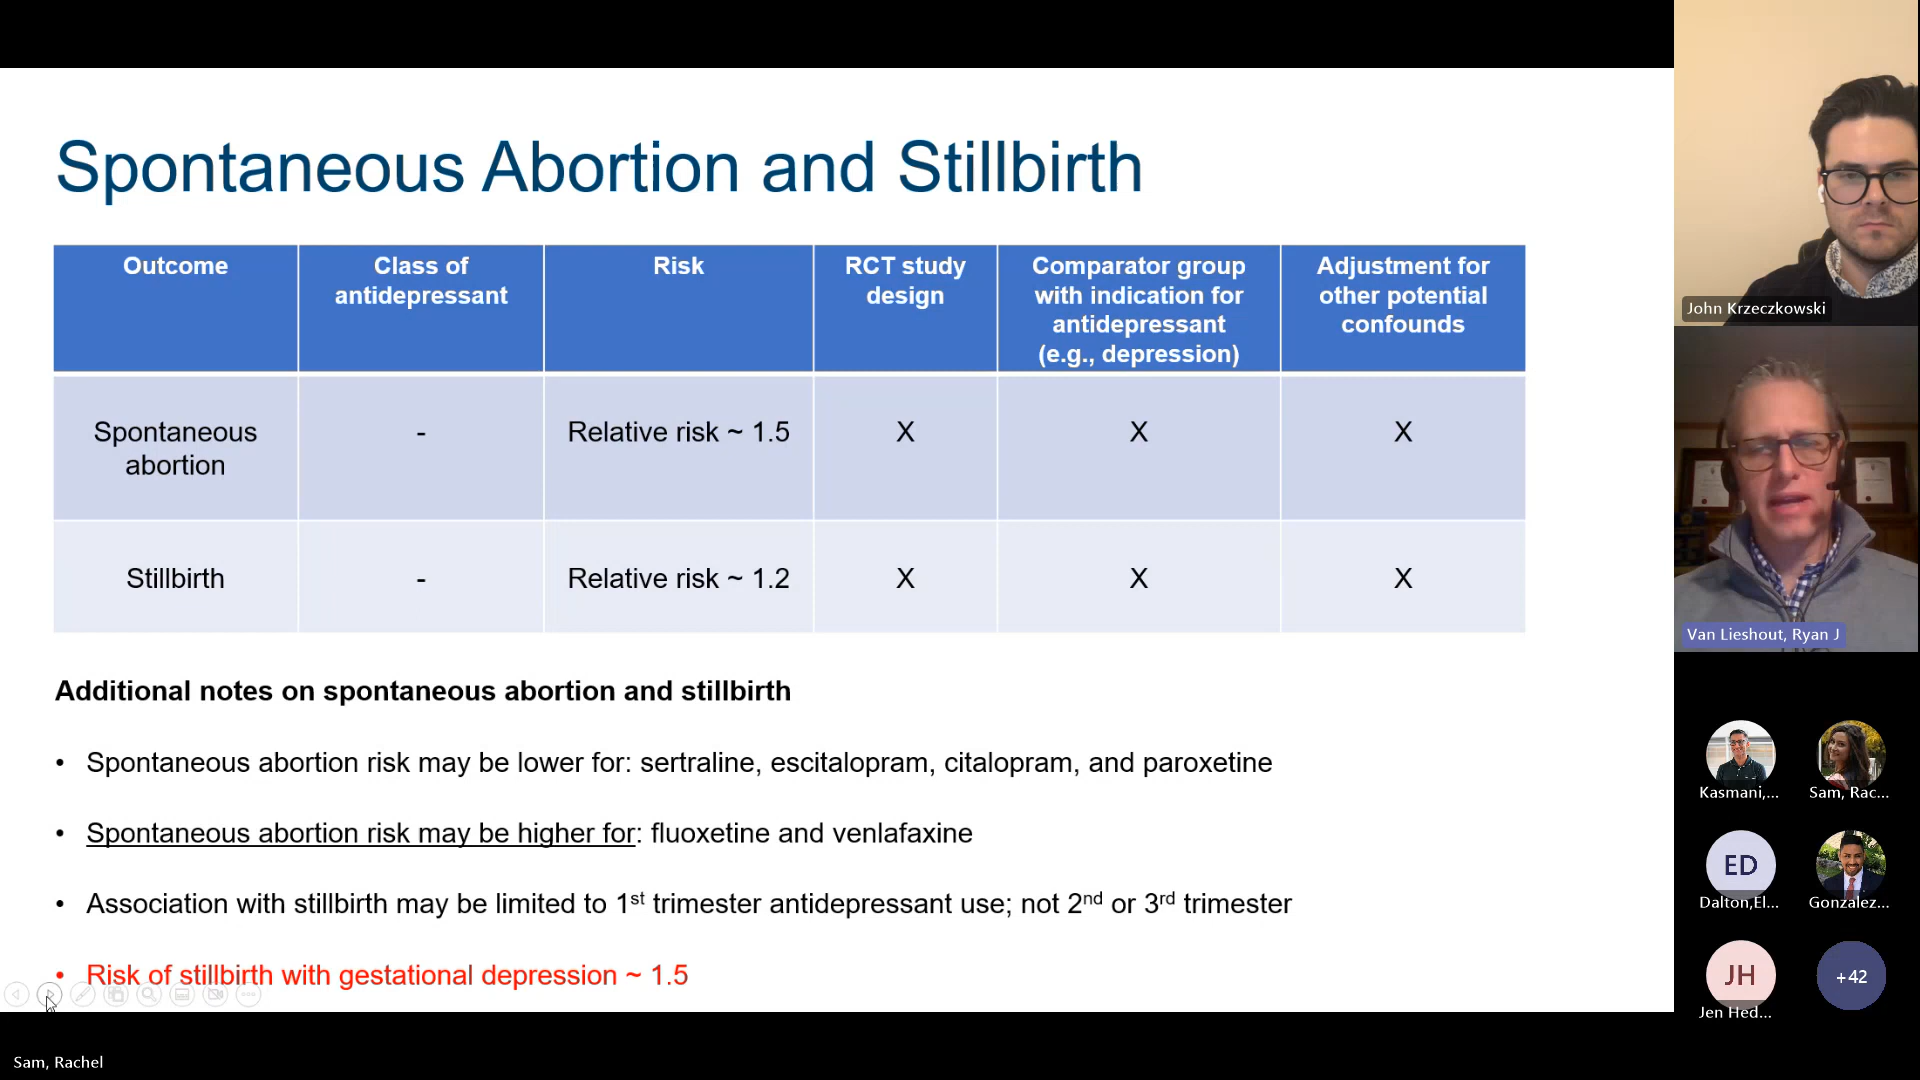 Spontaneous Abortion and Stillbirth
Outcome
Class of
antidepressant
Risk
RCT study
design
Comparator group
with indication for
antidepressant
(e.g., depression)
Adjustment for
other potential
confounds
Spontaneous
abortion
-
Relative risk ~ 1.5
X
X
X
Stillbirth
-
Relative risk ~ 1.2
X
X
X
Additional notes on spontaneous abortion and stillbirth
• Spontaneous abortion risk may be lower for: sertraline, escitalopram, citalopram, and paroxetine
• Spontaneous abortion risk may be higher for: fluoxetine and venlafaxine
• Association with stillbirth may be limited to 1st trimester antidepressant use; not 2nd or 3rd trimester
• Risk of stillbirth with gestational depression ~ 1.5
Sam, Rachel
John Krzeczkowski
Van Lieshout, Ryan J
Kasmani,...
Sam, Rac...
ED
Dalton,El...
Gonzalez...
JH
Jen Hed...
+42